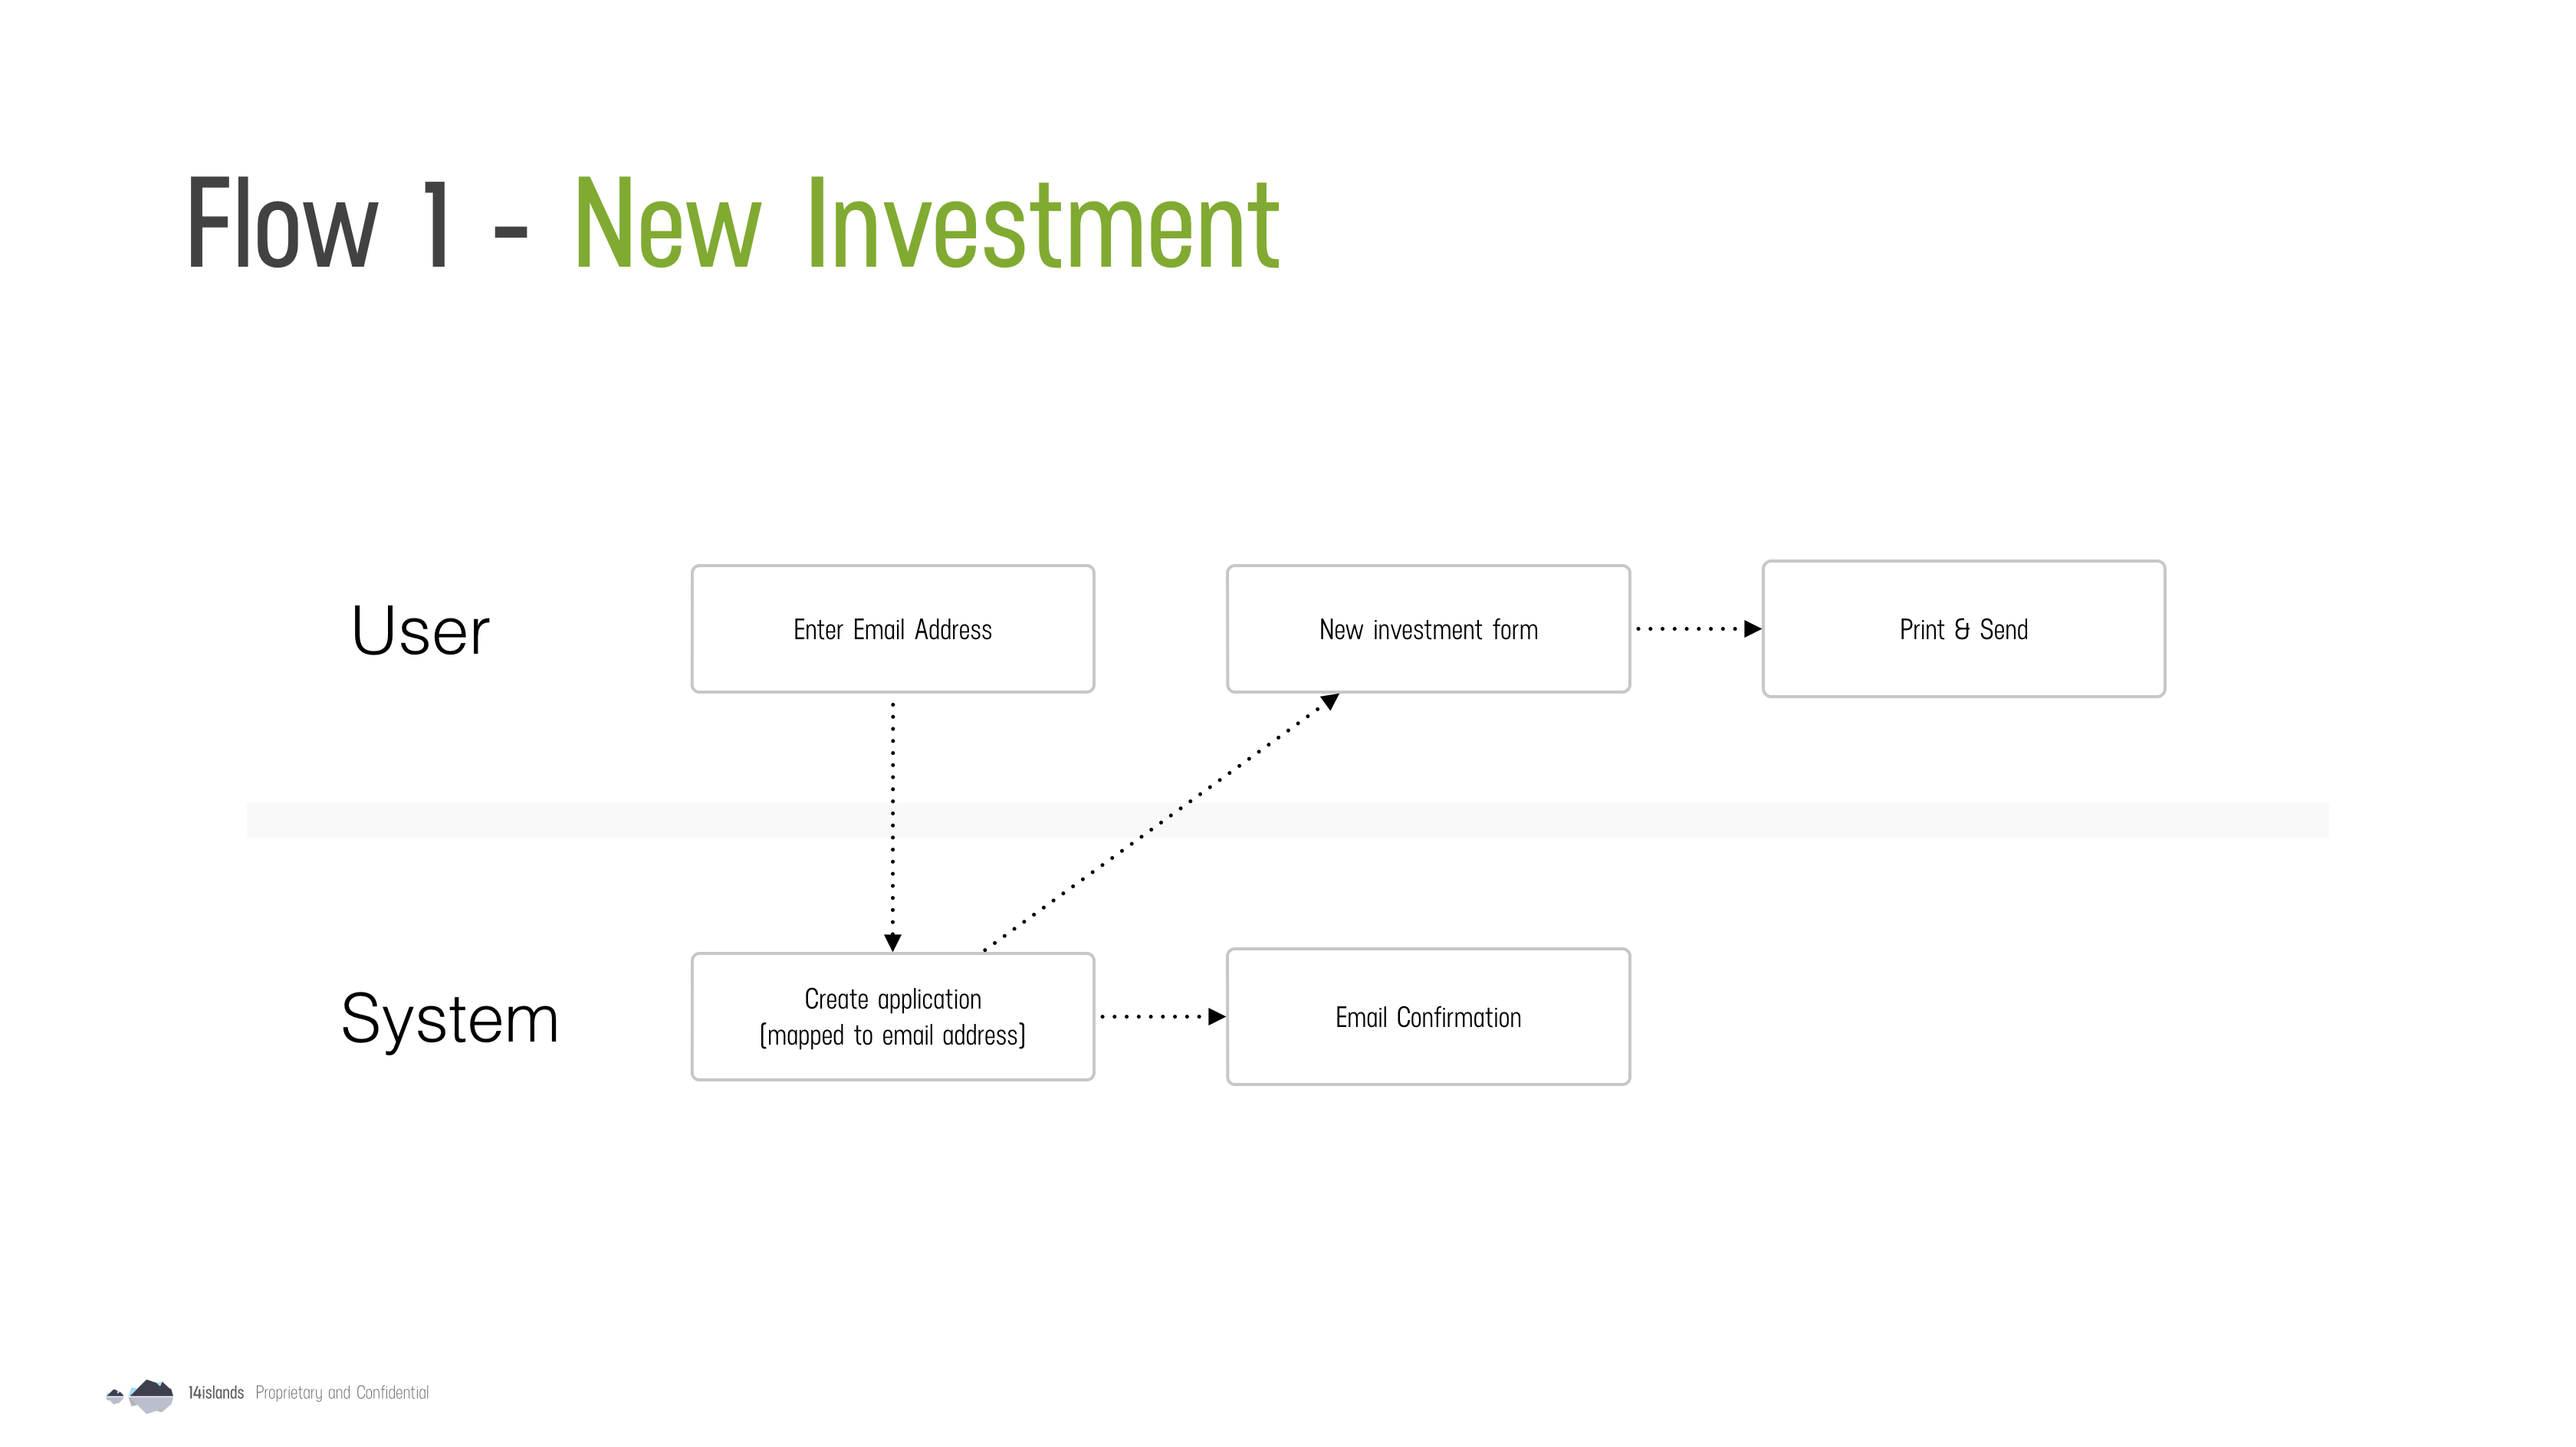 Flow 1 - New Investment
User
Enter Email Address
New investment form
Print & Send
System
Create application
(mapped to email address)
Email Confirmation
14islands Proprietary and Confidential